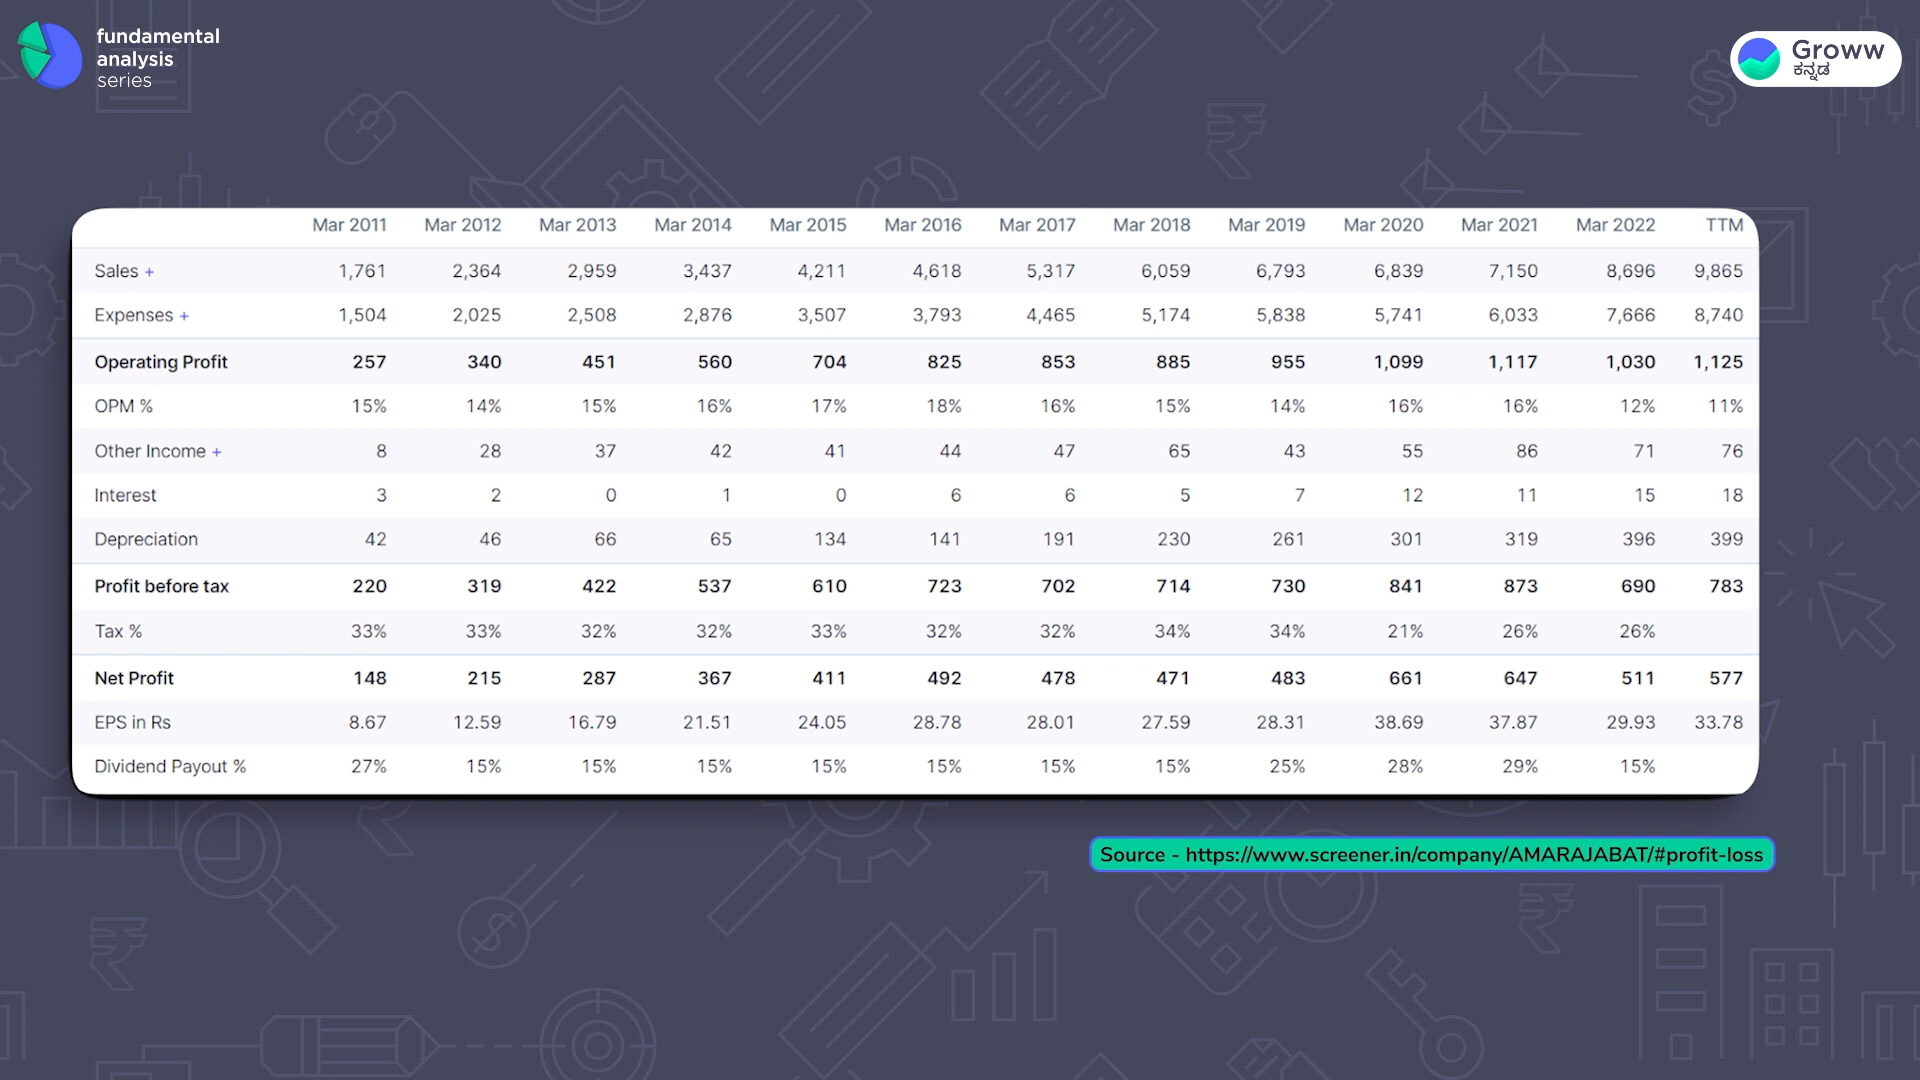 fundamental
analysis
series
Groww
ಕನ್ನಡ
Mar 2011 Mar 2012 Mar 2013 Mar 2014 Mar 2015 Mar 2016 Mar 2017 Mar 2018 Mar 2019 Mar 2020 Mar 2021 Mar 2022 TTM
Sales + 1,761 2,364 2,959 3,437 4,211 4,618 5,317 6,059 6,793 6,839 7,150 8,696 9,865
Expenses + 1,504 2,025 2,508 2,876 3,507 3,793 4,465 5,174 5,838 5,741 6,033 7,666 8,740
Operating Profit 257 340 451 560 704 825 853 885 955 1,099 1,117 1,030 1,125
OPM % 15% 14% 15% 16% 17% 18% 16% 15% 14% 16% 16% 12% 11%
Other Income + 8 28 37 42 41 44 47 65 43 55 86 71 76
Interest 3 2 0 1 0 6 6 5 7 12 11 15 18
Depreciation 42 46 66 65 134 141 191 230 261 301 319 396 399
Profit before tax 220 319 422 537 610 723 702 714 730 841 873 690 783
Tax % 33% 33% 32% 32% 33% 32% 32% 34% 34% 21% 26% 26%
Net Profit 148 215 287 367 411 492 478 471 483 661 647 511 577
EPS in Rs 8.67 12.59 16.79 21.51 24.05 28.78 28.01 27.59 28.31 38.69 37.87 29.93 33.78
Dividend Payout % 27% 15% 15% 15% 15% 15% 15% 15% 25% 28% 29% 15%
Source - https://www.screener.in/company/AMARAJABAT/#profit-loss